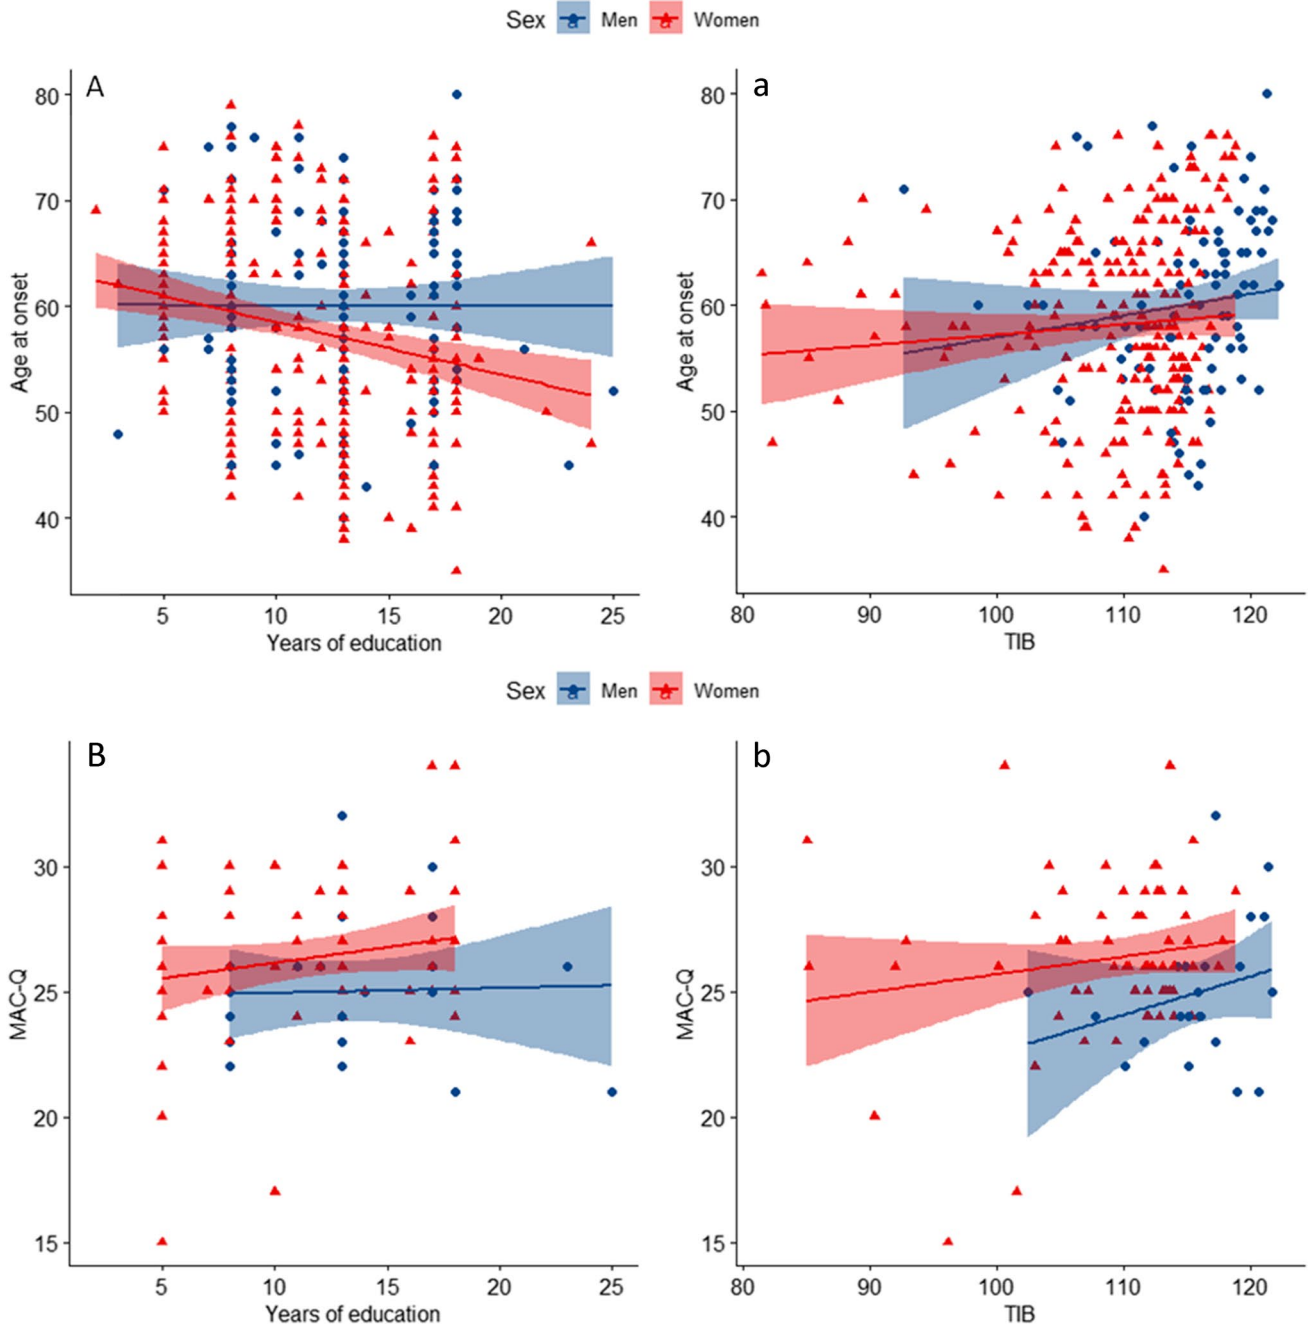 Sex a Men a Women
A
80
70
60
50
40
Age at onset
5 10 15 20 25
Years of education
a
80
70
60
50
40
Age at onset
80 90 100 110 120
TIB
Sex a Men a Women
B
30
25
20
15
MAC-Q
5 10 15 20 25
Years of education
b
30
25
20
15
MAC-Q
80 90 100 110 120
TIB